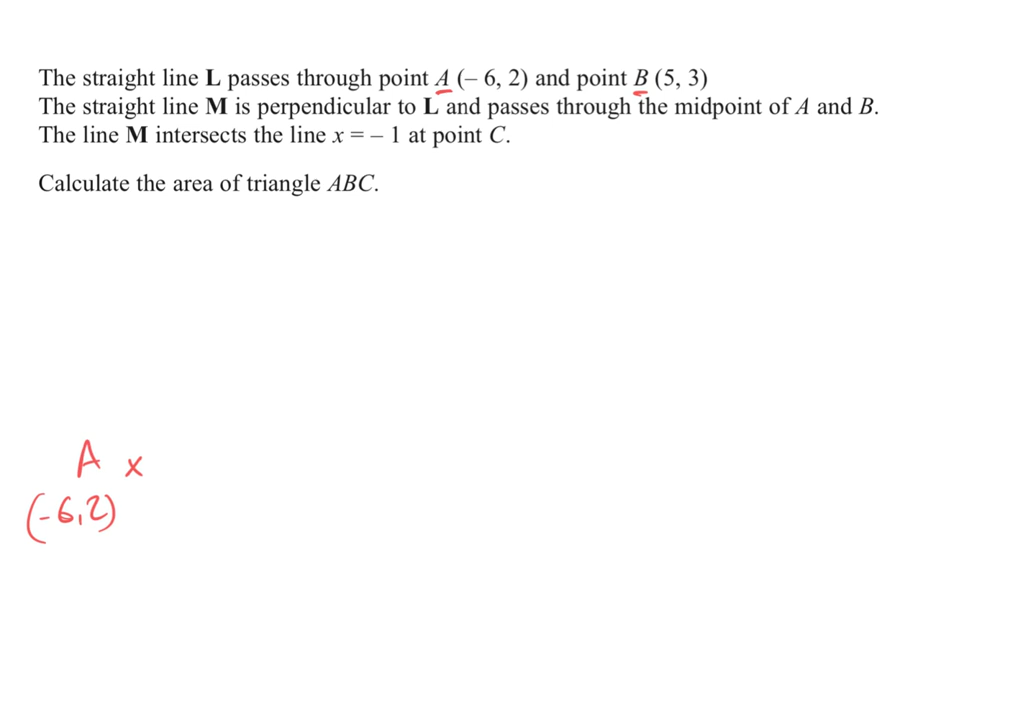 The straight line L passes through point A (– 6, 2) and point B (5, 3)
The straight line M is perpendicular to L and passes through the midpoint of A and B.
The line M intersects the line x = – 1 at point C.
Calculate the area of triangle ABC.
A x
(-6,2)